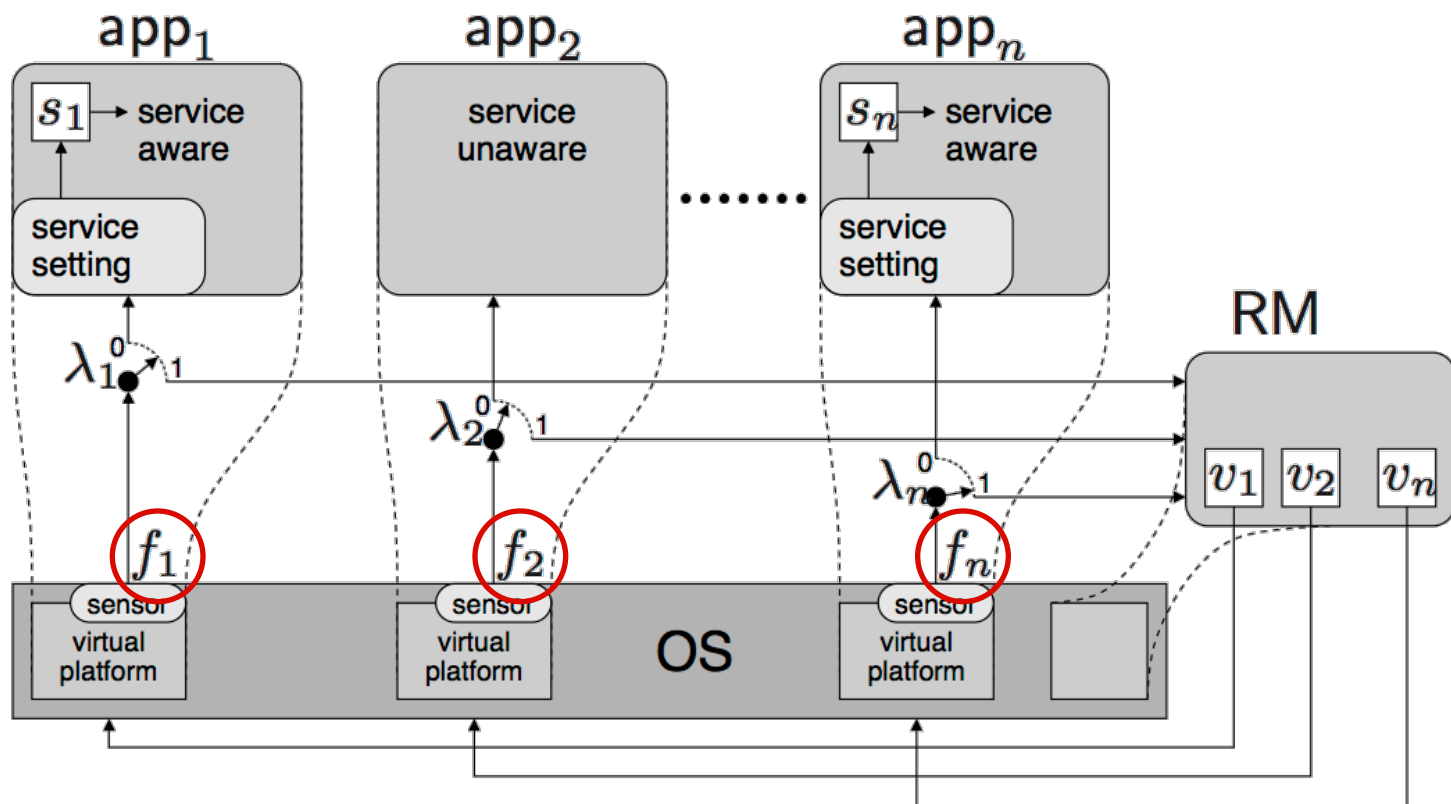 app₁
app₂
appₙ
s₁
service
aware
service
unaware
sₙ
service
aware
service
setting
service
setting
RM
λ₁
0
1
λ₂
0
1
λₙ
0
1
v₁
v₂
vₙ
f₁
f₂
fₙ
sensor
sensor
sensor
virtual
platform
virtual
platform
OS
virtual
platform